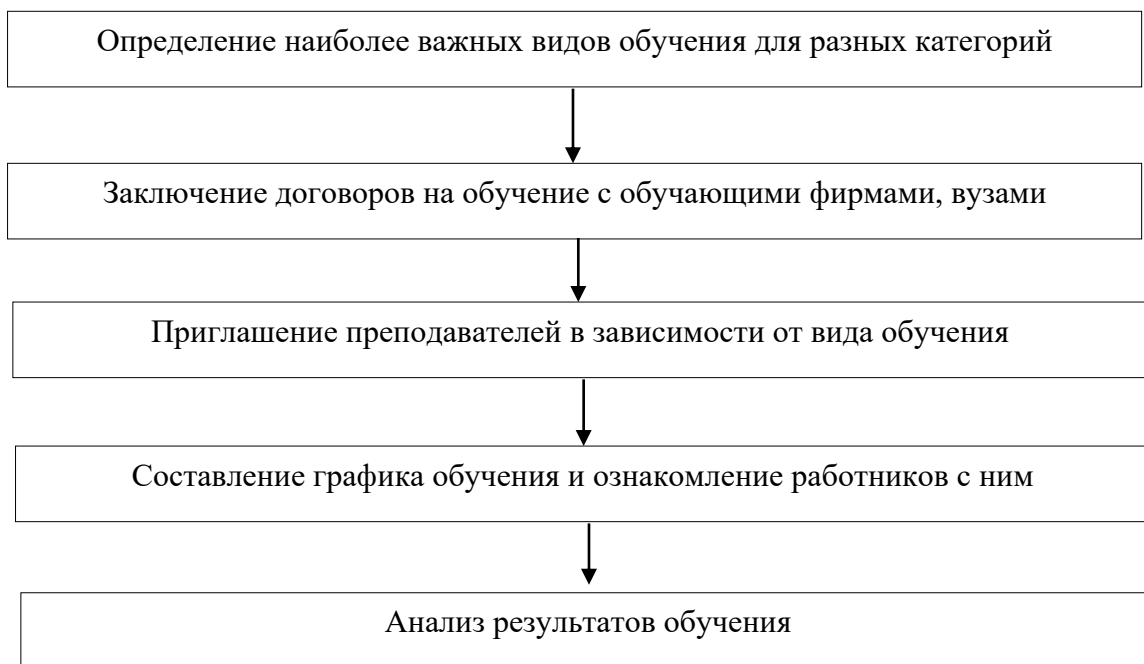 Определение наиболее важных видов обучения для разных категорий
Заключение договоров на обучение с обучающими фирмами, вузами
Приглашение преподавателей в зависимости от вида обучения
Составление графика обучения и ознакомление работников с ним
Анализ результатов обучения